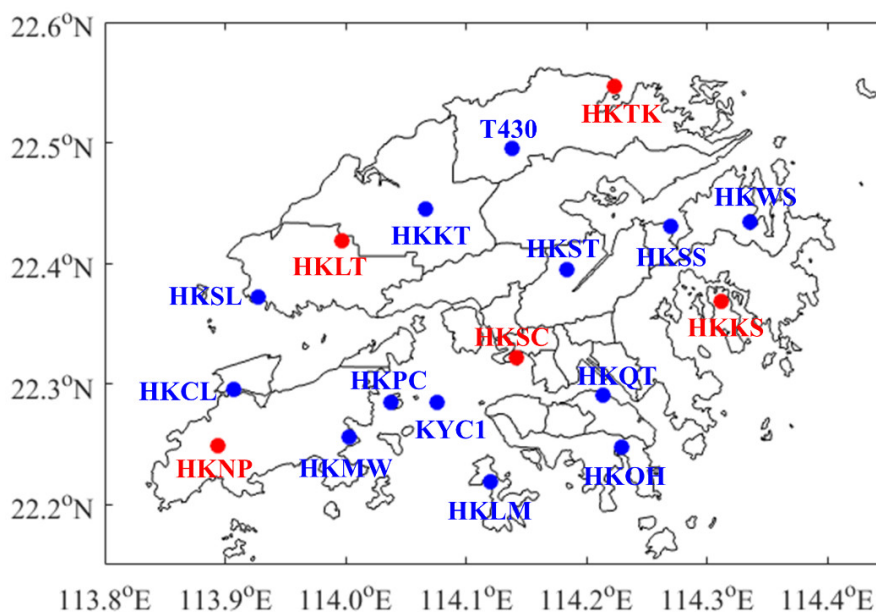 22.6°N
HKTK
T430
22.5°N
HKWS
HKKT
HKST
HKSS
22.4°N
HKLT
HKSL
HKKS
HKSC
22.3°N
HKCL
HKPC
HKQT
KYC1
HKNP
HKMW
HKOH
22.2°N
HKLM
113.8°E
113.9°E
114.0°E
114.1°E
114.2°E
114.3°E
114.4°E